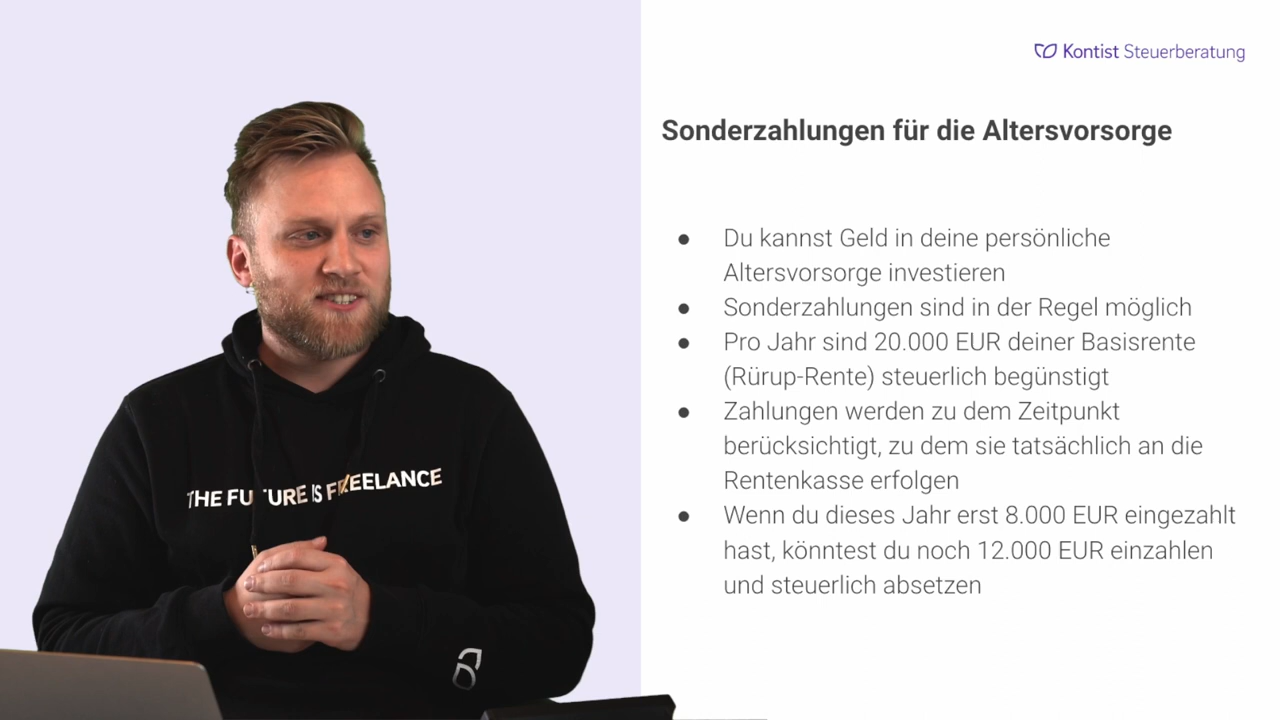 Kontist Steuerberatung
Sonderzahlungen für die Altersvorsorge
● Du kannst Geld in deine persönliche
Altersvorsorge investieren
● Sonderzahlungen sind in der Regel möglich
● Pro Jahr sind 20.000 EUR deiner Basisrente
(Rürup-Rente) steuerlich begünstigt
● Zahlungen werden zu dem Zeitpunkt
berücksichtigt, zu dem sie tatsächlich an die
Rentenkasse erfolgen
● Wenn du dieses Jahr erst 8.000 EUR eingezahlt
hast, könntest du noch 12.000 EUR einzahlen
und steuerlich absetzen
THE FUTURE IS FREELANCE